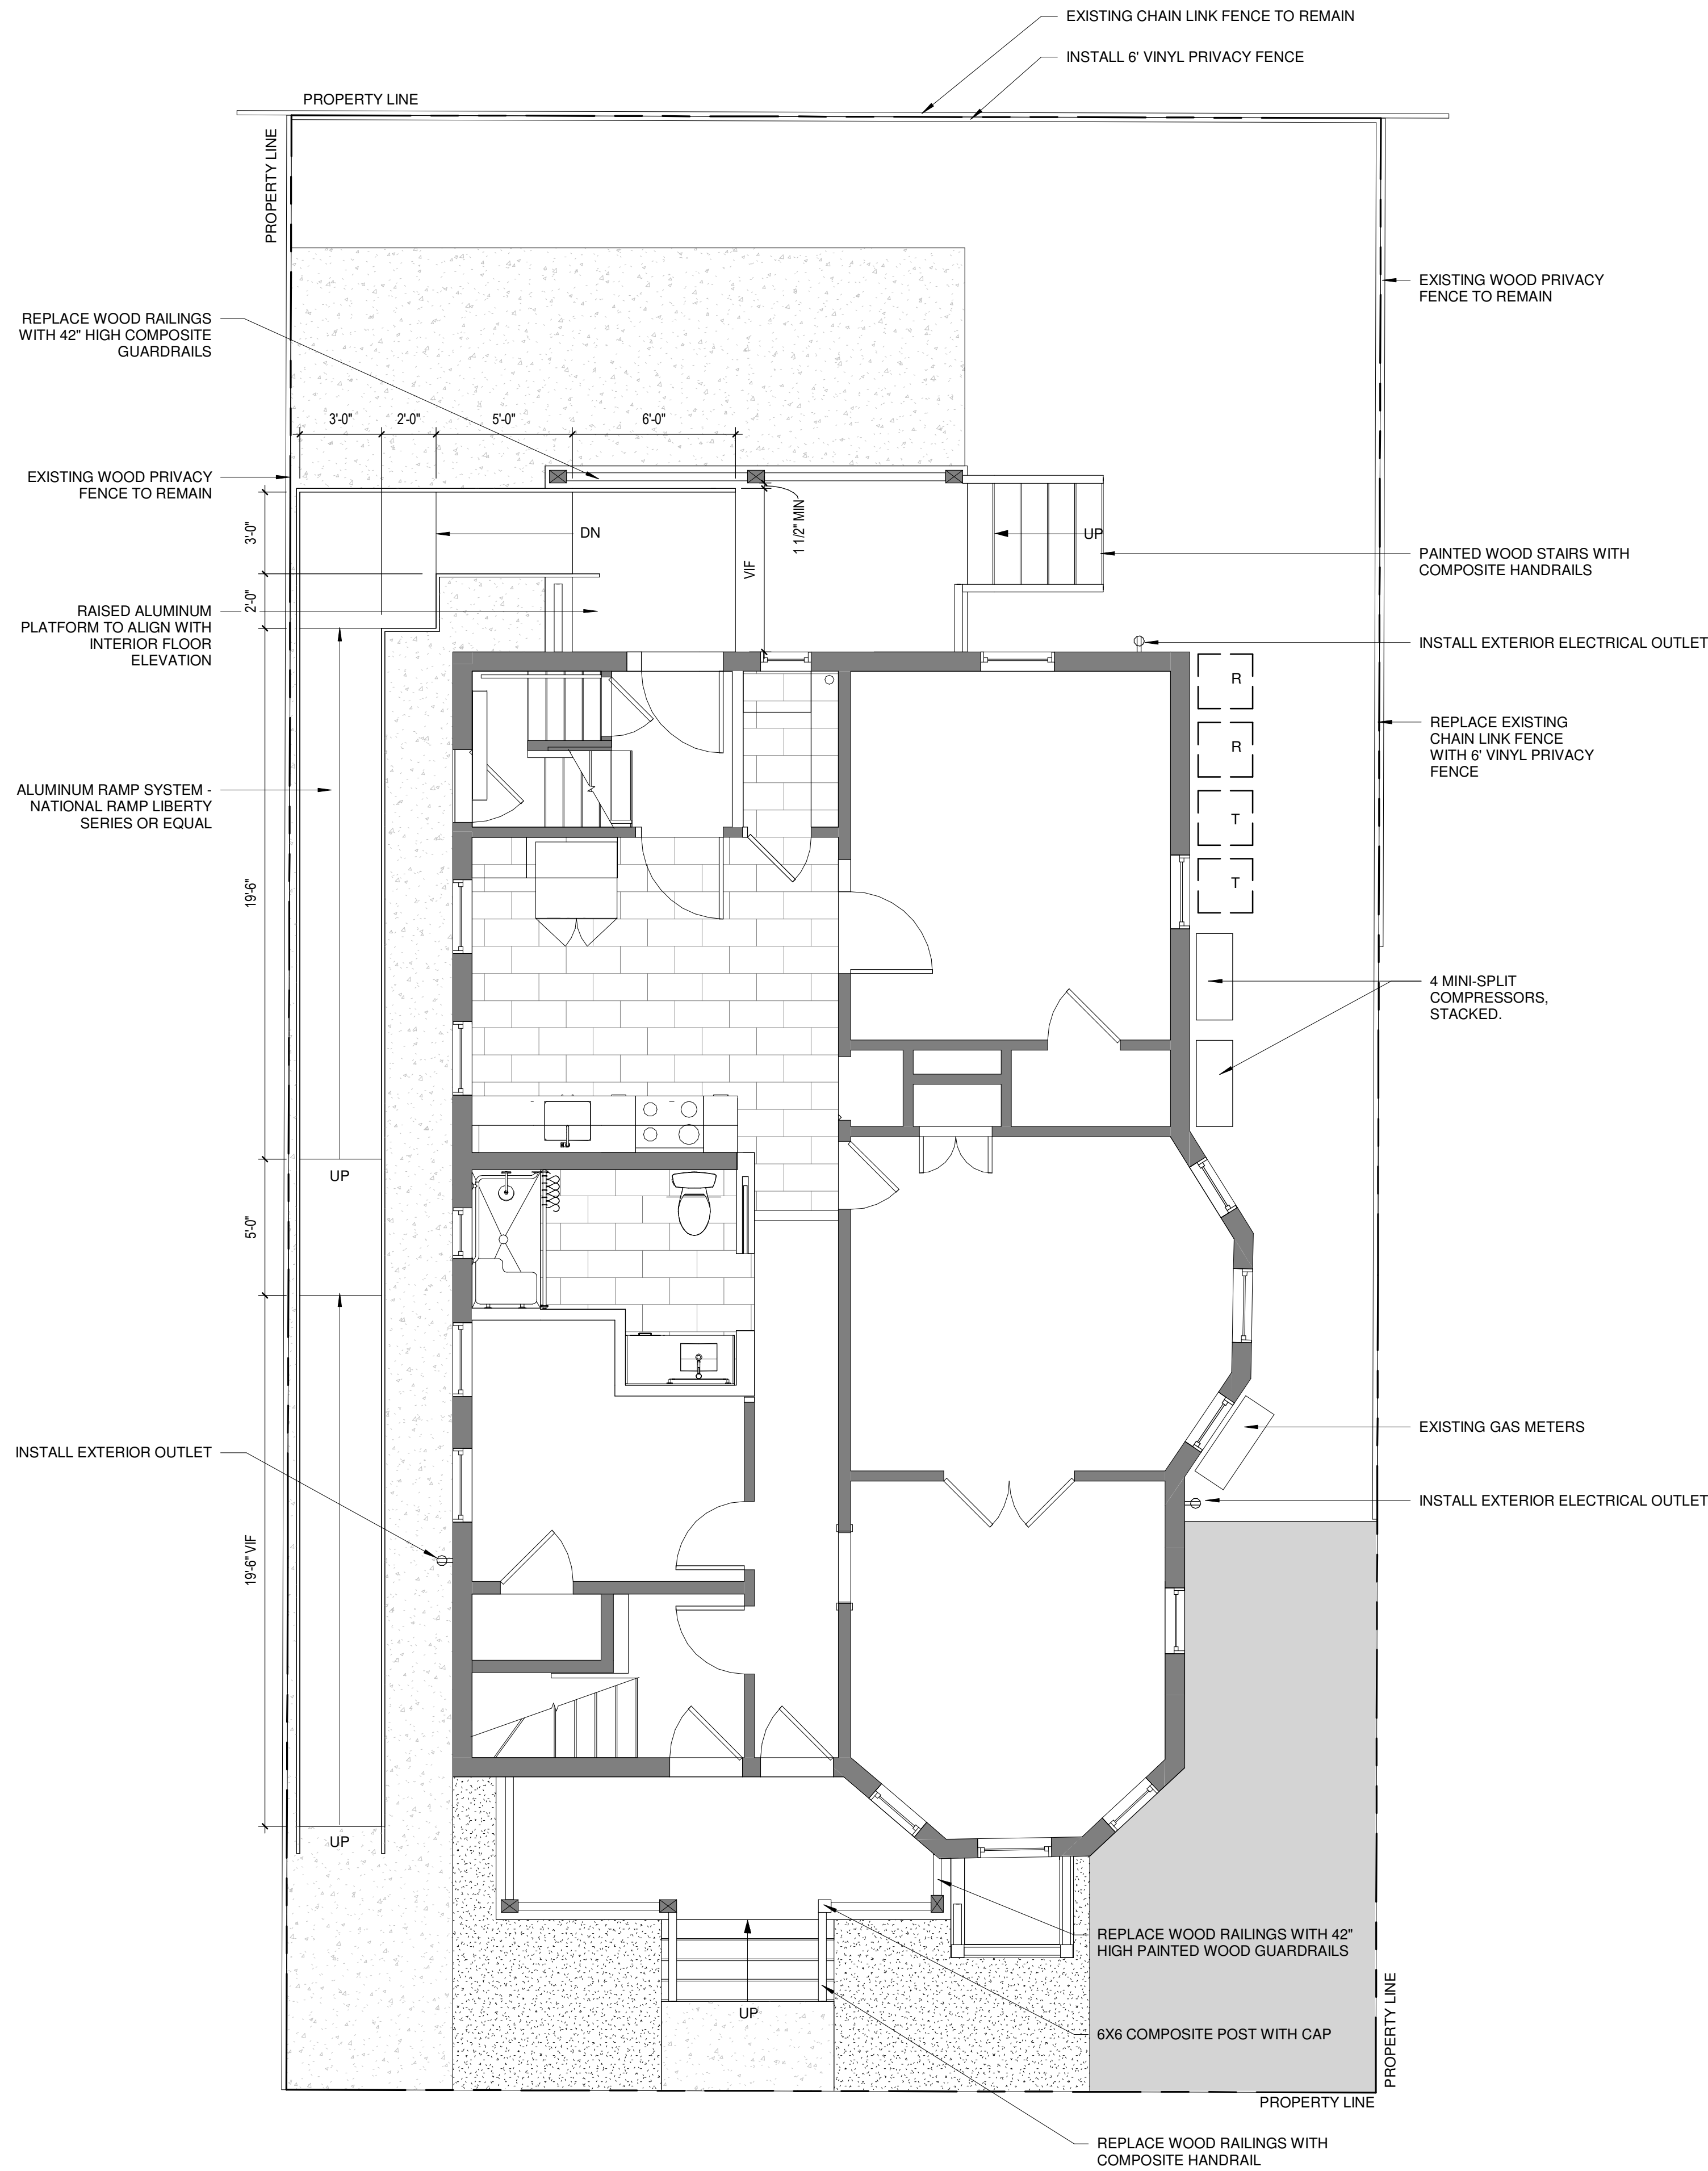 EXISTING CHAIN LINK FENCE TO REMAIN
INSTALL 6' VINYL PRIVACY FENCE
PROPERTY LINE
PROPERTY LINE
EXISTING WOOD PRIVACY
FENCE TO REMAIN
REPLACE WOOD RAILINGS
WITH 42" HIGH COMPOSITE
GUARDRAILS
3'-0"
2'-0"
5'-0"
6'-0"
EXISTING WOOD PRIVACY
FENCE TO REMAIN
3'-0"
DN
1 1/2" MIN
UP
VIF
PAINTED WOOD STAIRS WITH
COMPOSITE HANDRAILS
2'-0"
RAISED ALUMINUM
PLATFORM TO ALIGN WITH
INTERIOR FLOOR
ELEVATION
INSTALL EXTERIOR ELECTRICAL OUTLET
R
R
REPLACE EXISTING
CHAIN LINK FENCE
WITH 6' VINYL PRIVACY
FENCE
ALUMINUM RAMP SYSTEM -
NATIONAL RAMP LIBERTY
SERIES OR EQUAL
T
T
19'-6"
4 MINI-SPLIT
COMPRESSORS,
STACKED.
UP
5'-0"
EXISTING GAS METERS
INSTALL EXTERIOR OUTLET
INSTALL EXTERIOR ELECTRICAL OUTLET
19'-6" VIF
UP
REPLACE WOOD RAILINGS WITH 42"
HIGH PAINTED WOOD GUARDRAILS
UP
6X6 COMPOSITE POST WITH CAP
PROPERTY LINE
PROPERTY LINE
REPLACE WOOD RAILINGS WITH
COMPOSITE HANDRAIL